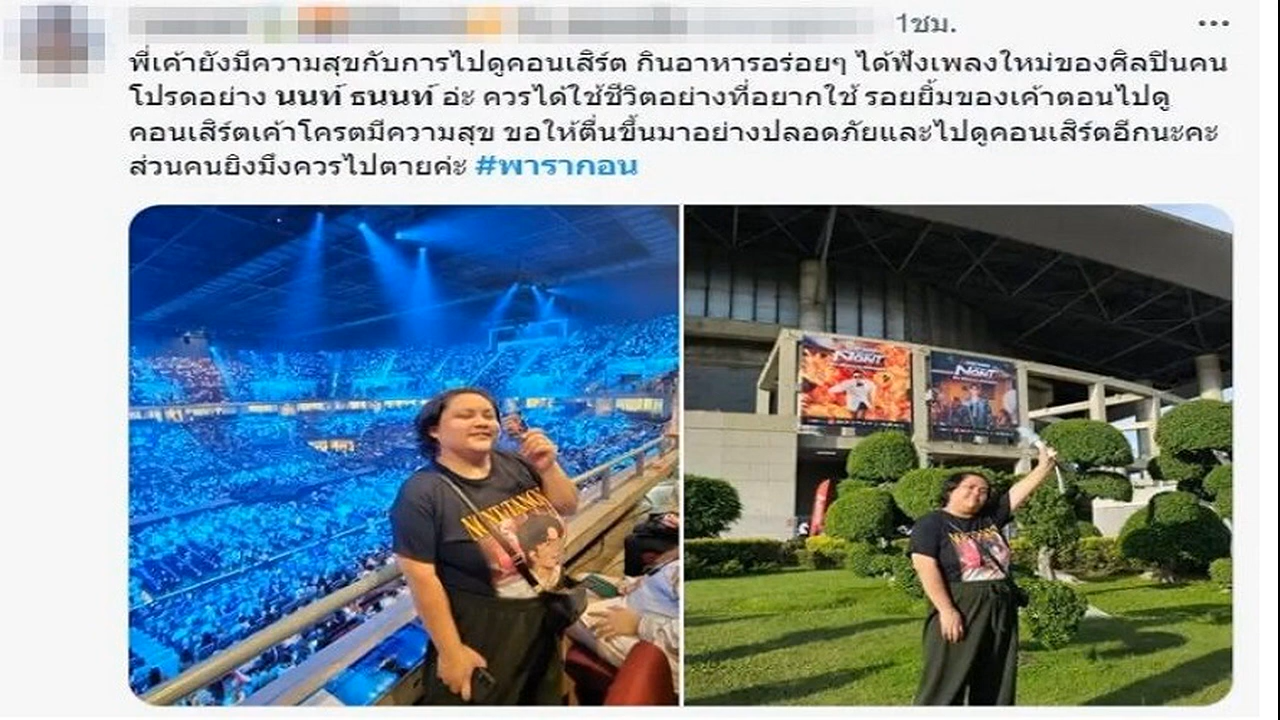 1ชม.
พี่เค้ายังมีความสุขกับการไปดูคอนเสิร์ต กินอาหารอร่อยๆ ได้ฟังเพลงใหม่ของศิลปินคน
โปรดอย่าง นนท์ ธนนท์ อ่ะ ควรได้ใช้ชีวิตอย่างที่อยากใช้ รอยยิ้มของเค้าตอนไปดู
คอนเสิร์ตเค้าโครตมีความสุข ขอให้ตื่นขึ้นมาอย่างปลอดภัยและไปดูคอนเสิร์ตอีกนะคะ
ส่วนคนยิงมึงควรไปตายค่ะ #พารากอน
NONT
NONT